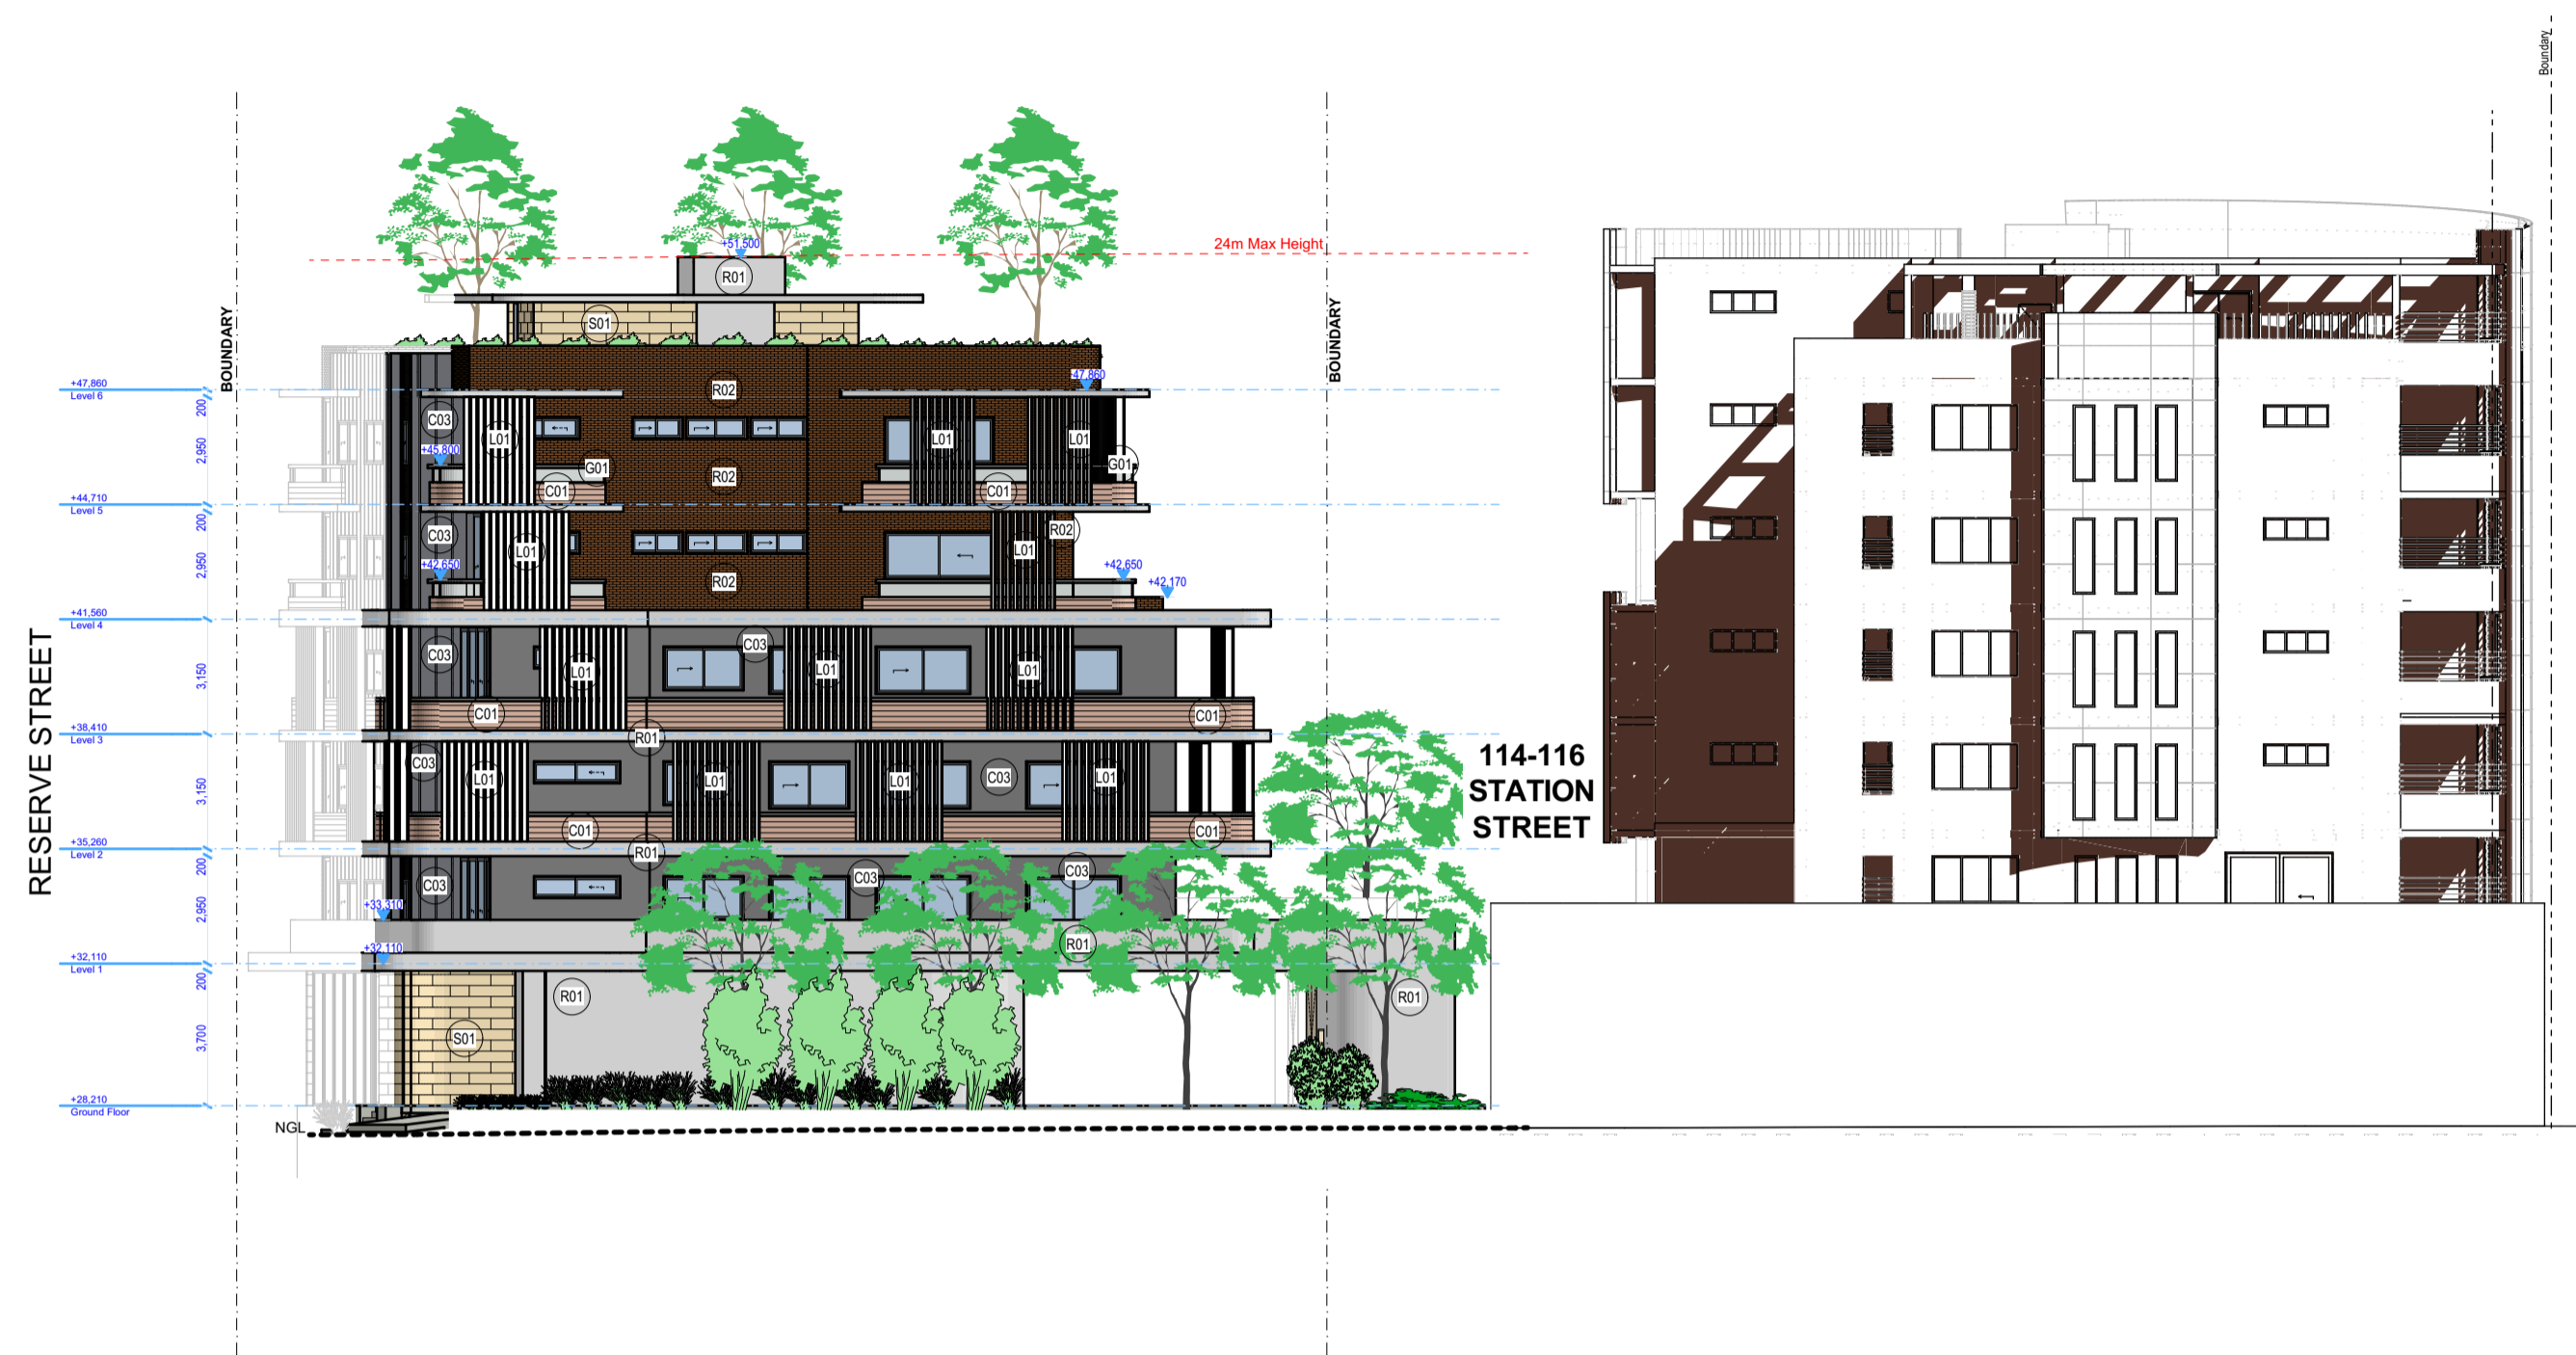 Boundary
24m Max Height
+51,500
R01
S01
BOUNDARY
BOUNDARY
+47,860
Level 6
R02
+47,860
200
C03
L01
L01
L01
2,950
+45,800
G01
R02
G01
C01
C01
+44,710
Level 5
200
C03
L01
L01
R02
2,950
+42,650
R02
+42,650
+42,170
+41,560
Level 4
C03
C03
L01
L01
L01
3,150
C01
C01
+38,410
Level 3
R01
C03
L01
L01
L01
C03
L01
3,150
C01
C01
+35,260
Level 2
R01
200
C03
C03
C03
2,950
+33,310
R01
+32,110
+32,110
Level 1
200
R01
R01
S01
3,700
+28,210
Ground Floor
NGL
RESERVE STREET
114-116
STATION
STREET